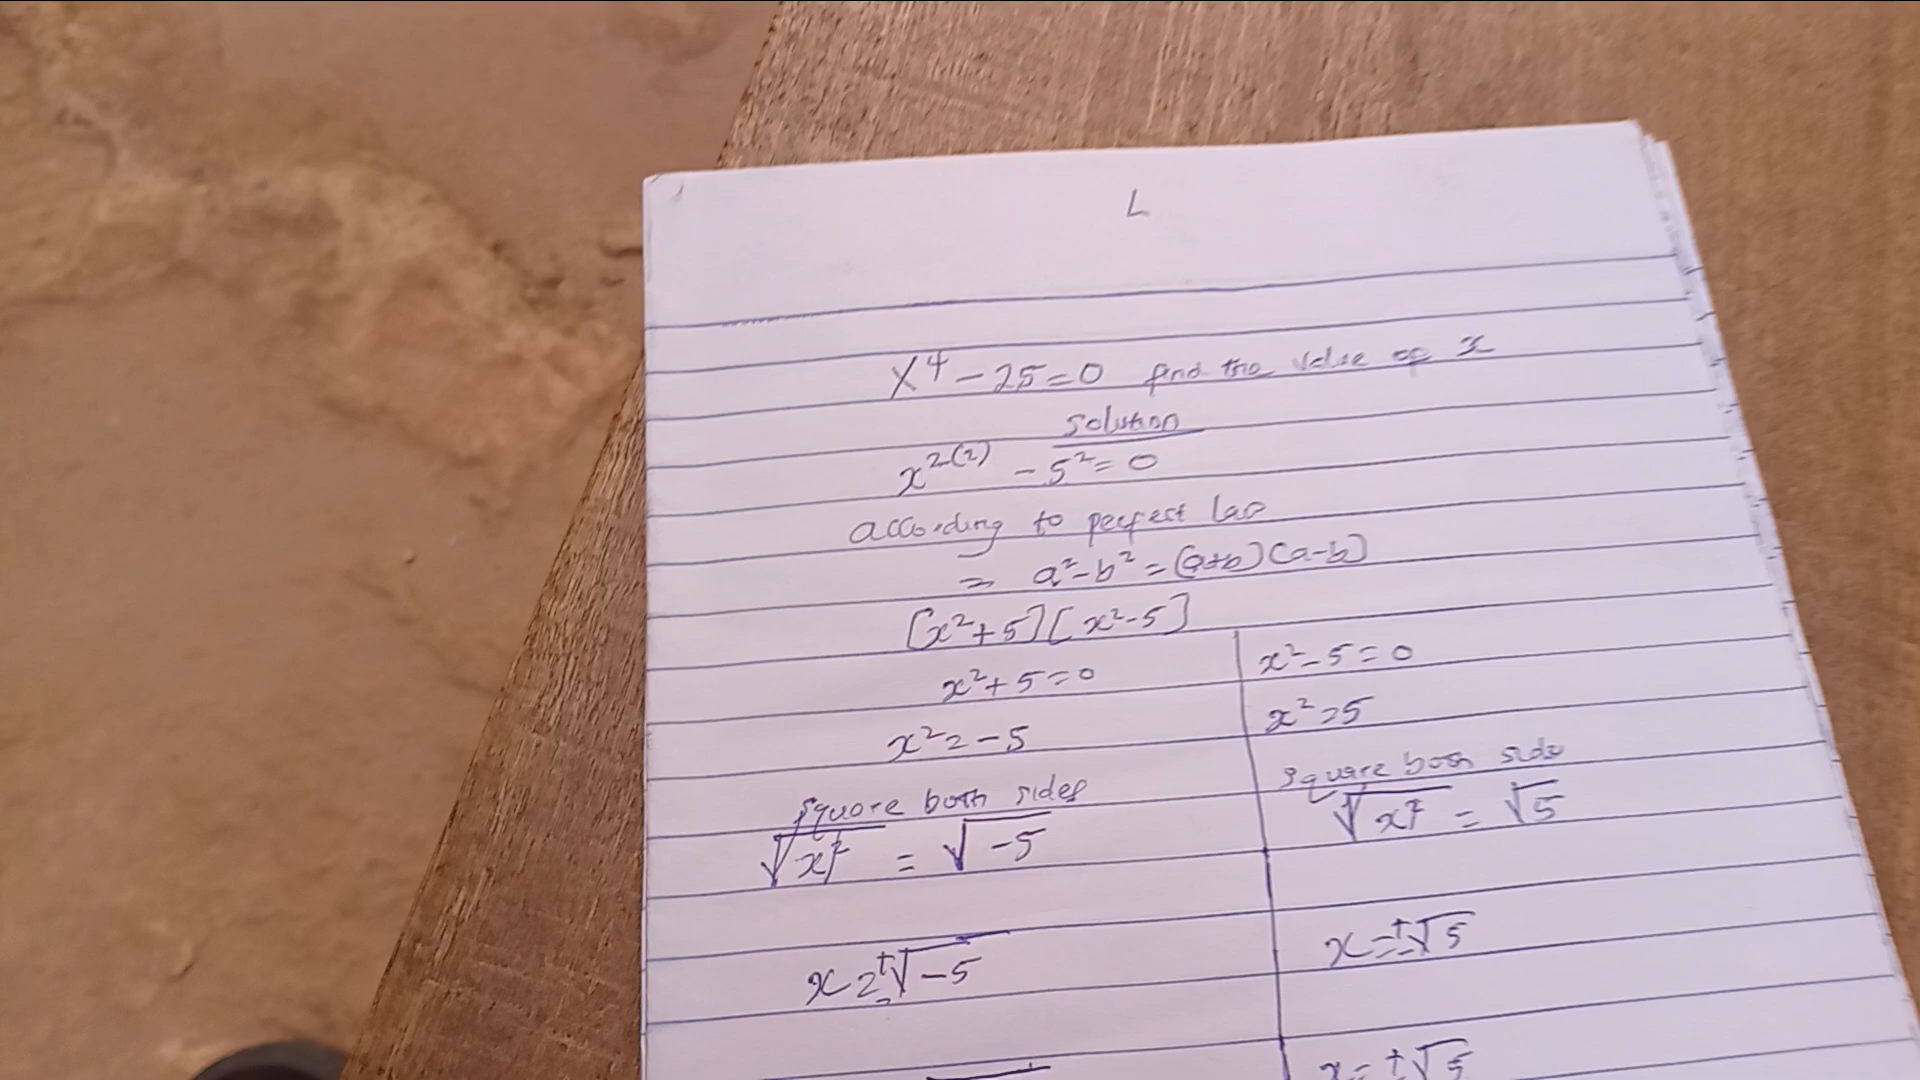 L
X⁴ - 25 = 0 find the value of x
solution
x²⁽²⁾ - 5² = 0
according to perfect law
= a² - b² = (a+b)(a-b)
[x² + 5][x² - 5]
x² + 5 = 0
x² = -5
square both sides
√x² = √-5
x = ±√-5
x² - 5 = 0
x² = 5
square both side
√x² = √5
x = ±√5
x = ±√5